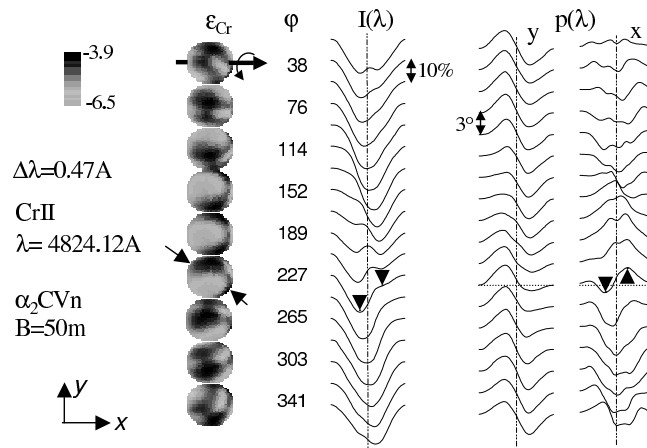 ε_Cr φ I(λ) y p(λ) x
-3.9
-6.5
38
10%
76
3°
114
Δλ=0.47A
152
CrII
λ= 4824.12A
189
227
α₂CVn
B=50m
265
303
341
y
x